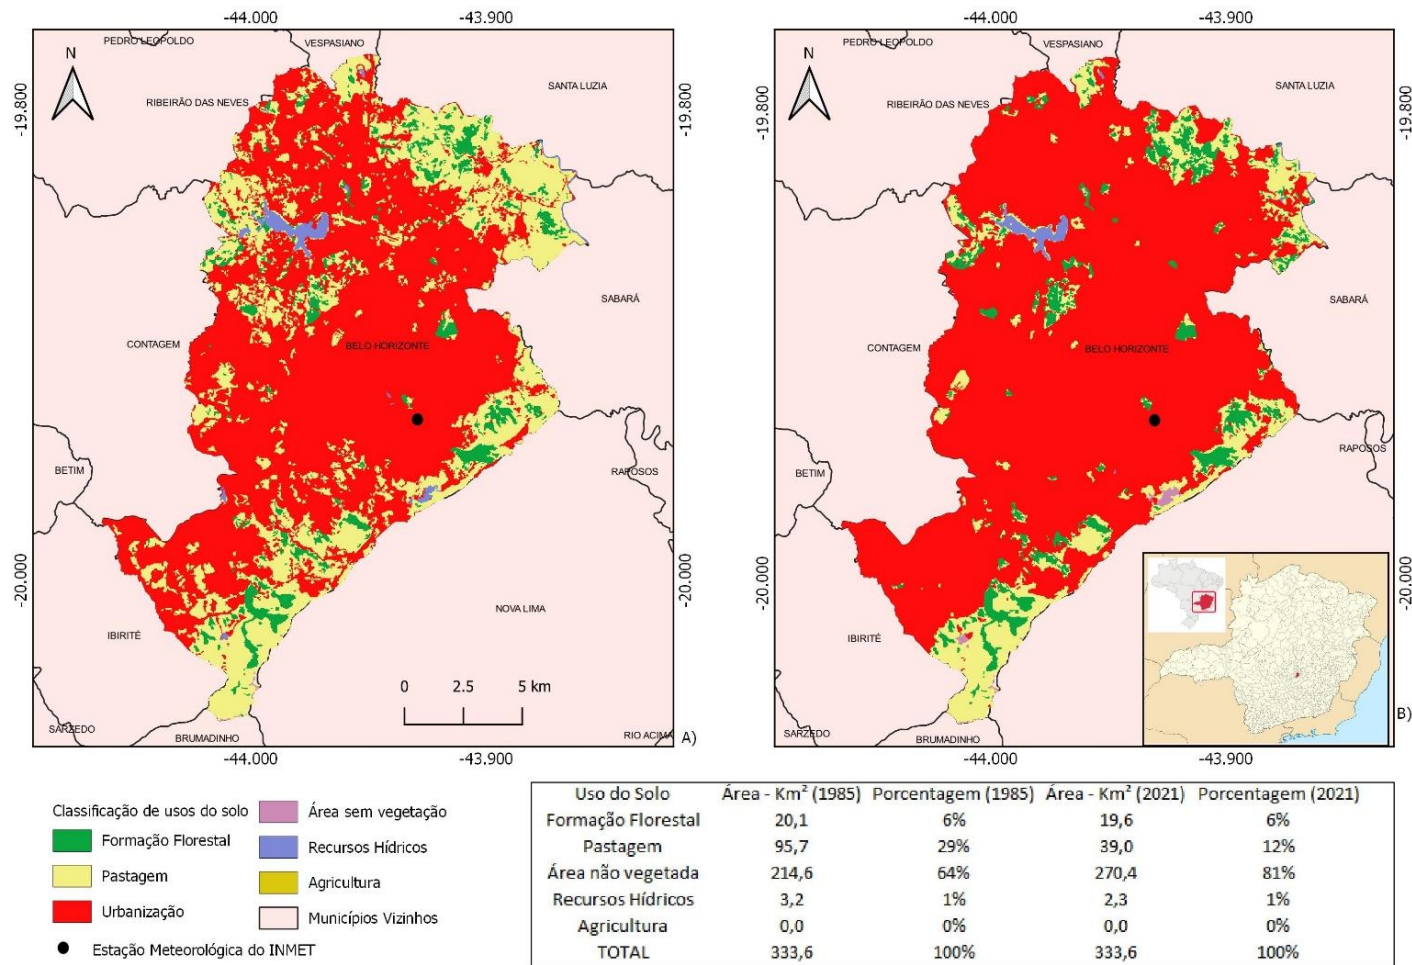 -44.000
-43.900
-44.000
-43.900
PEDRO LEOPOLDO
VESPASIANO
N
SANTA LUZIA
RIBEIRÃO DAS NEVES
-19.800
SABARÁ
CONTAGEM
BELO HORIZONTE
BETIM
RAPOSOS
-20.000
NOVA LIMA
IBIRITÉ
0 2.5 5 km
SARZEDO
BRUMADINHO
RIO ACIMA
A)
-44.000
-43.900
PEDRO LEOPOLDO
VESPASIANO
N
SANTA LUZIA
RIBEIRÃO DAS NEVES
-19.800
-19.800
SABARÁ
CONTAGEM
BELO HORIZONTE
RAPOSOS
BETIM
-20.000
-20.000
IBIRITÉ
SARZEDO
BRUMADINHO
B)
-44.000
-43.900
Classificação de usos do solo
Formação Florestal
Pastagem
Urbanização
Estação Meteorológica do INMET
Área sem vegetação
Recursos Hídricos
Agricultura
Municípios Vizinhos
Uso do Solo Área - Km² (1985) Porcentagem (1985) Área - Km² (2021) Porcentagem (2021)
Formação Florestal 20,1 6% 19,6 6%
Pastagem 95,7 29% 39,0 12%
Área não vegetada 214,6 64% 270,4 81%
Recursos Hídricos 3,2 1% 2,3 1%
Agricultura 0,0 0% 0,0 0%
TOTAL 333,6 100% 333,6 100%